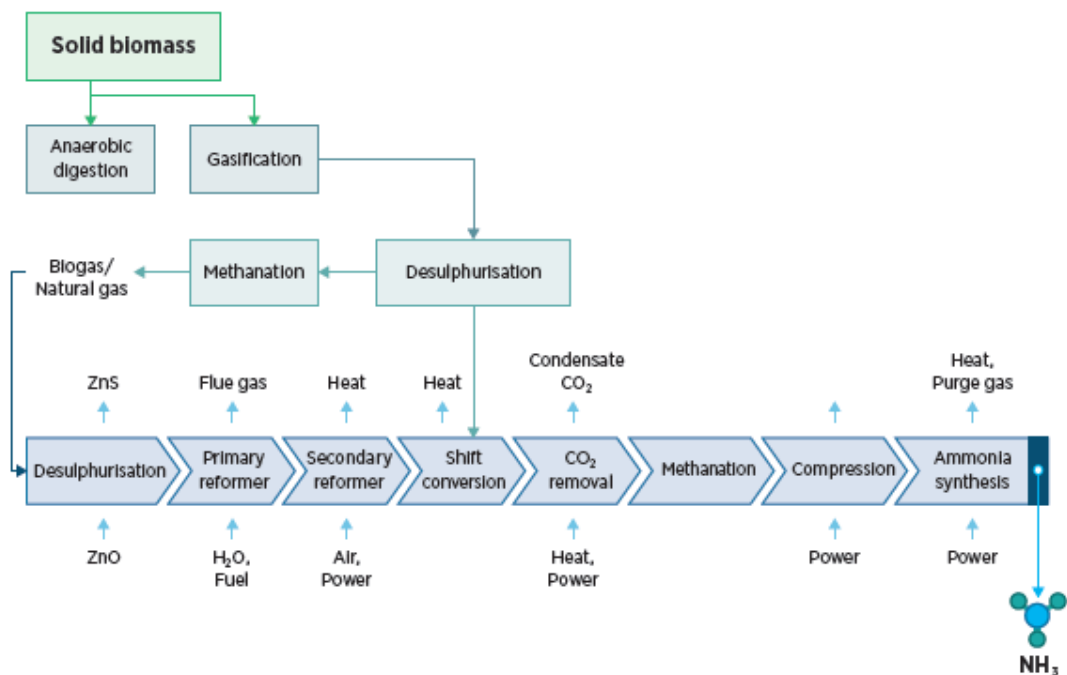 Solid biomass
Anaerobic
digestion
Gasification
Biogas/
Natural gas
Methanation
Desulphurisation
ZnS
Flue gas
Heat
Heat
Condensate
CO₂
Heat,
Purge gas
Desulphurisation
Primary
reformer
Secondary
reformer
Shift
conversion
CO₂
removal
Methanation
Compression
Ammonia
synthesis
ZnO
H₂O,
Fuel
Air,
Power
Heat,
Power
Power
Power
NH₃